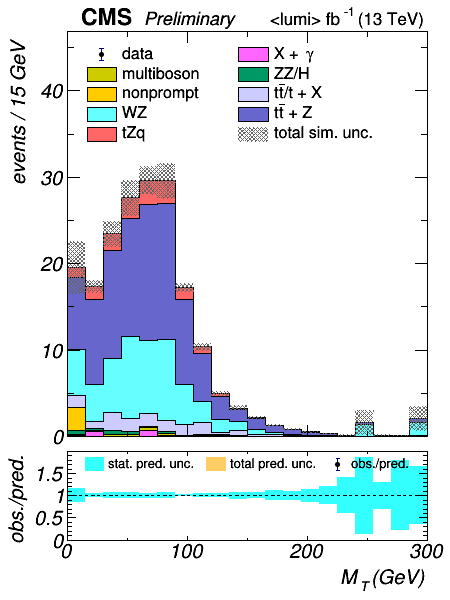 CMS Preliminary <lumi> fb⁻¹ (13 TeV)
events / 15 GeV
40
30
20
10
0
data
multiboson
nonprompt
WZ
tZq
X + γ
ZZ/H
tt̄/t + X
tt̄ + Z
total sim. unc.
obs./pred.
1.5
1
0.5
0
stat. pred. unc. total pred. unc. obs./pred.
0 100 200 300
M_T (GeV)